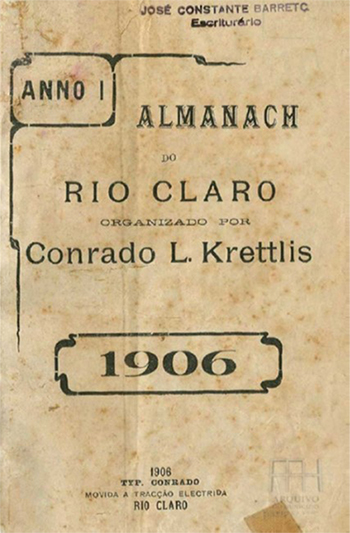 JOSÉ CONSTANTE BARRETO
Escriturário
ANNO I
ALMANACH
DO
RIO CLARO
ORGANIZADO POR
Conrado L. Krettlis
1906
1906
TYP. CONRADO
MOVIDA A TRACÇÃO ELECTRIDA
RIO CLARO
ARQUIVO